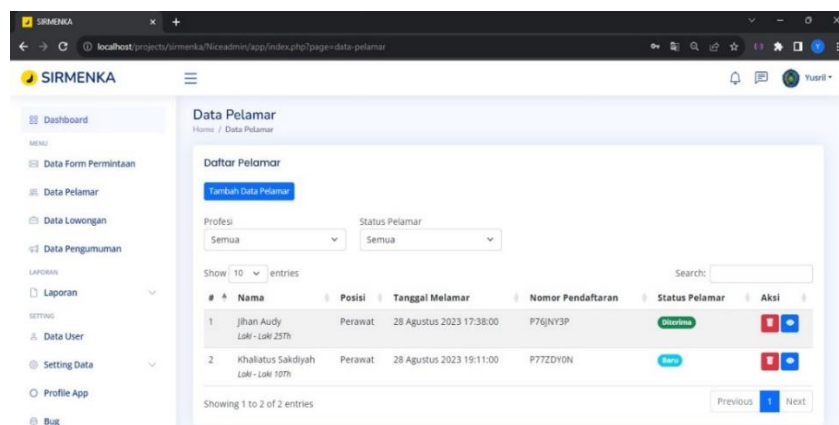 SIRMENKA
localhost/projects/sirmenka/Niceadmin/app/index.php?page=data-pelamar
SIRMENKA
Yusril
Dashboard
MENU
Data Form Permintaan
Data Pelamar
Data Lowongan
Data Pengumuman
LAPORAN
Laporan
SETTING
Data User
Setting Data
Profile App
Bug
Data Pelamar
Home / Data Pelamar
Daftar Pelamar
Tambah Data Pelamar
Profesi Status Pelamar
Semua Semua
Show 10 entries Search:
# Nama Posisi Tanggal Melamar Nomor Pendaftaran Status Pelamar Aksi
1 Jihan Audy Perawat 28 Agustus 2023 17:38:00 P76JNY3P Diterima
Laki - Laki 25Th
2 Khaliatus Sakdiyah Perawat 28 Agustus 2023 19:11:00 P77ZDY0N Baru
Laki - Laki 10Th
Showing 1 to 2 of 2 entries Previous 1 Next